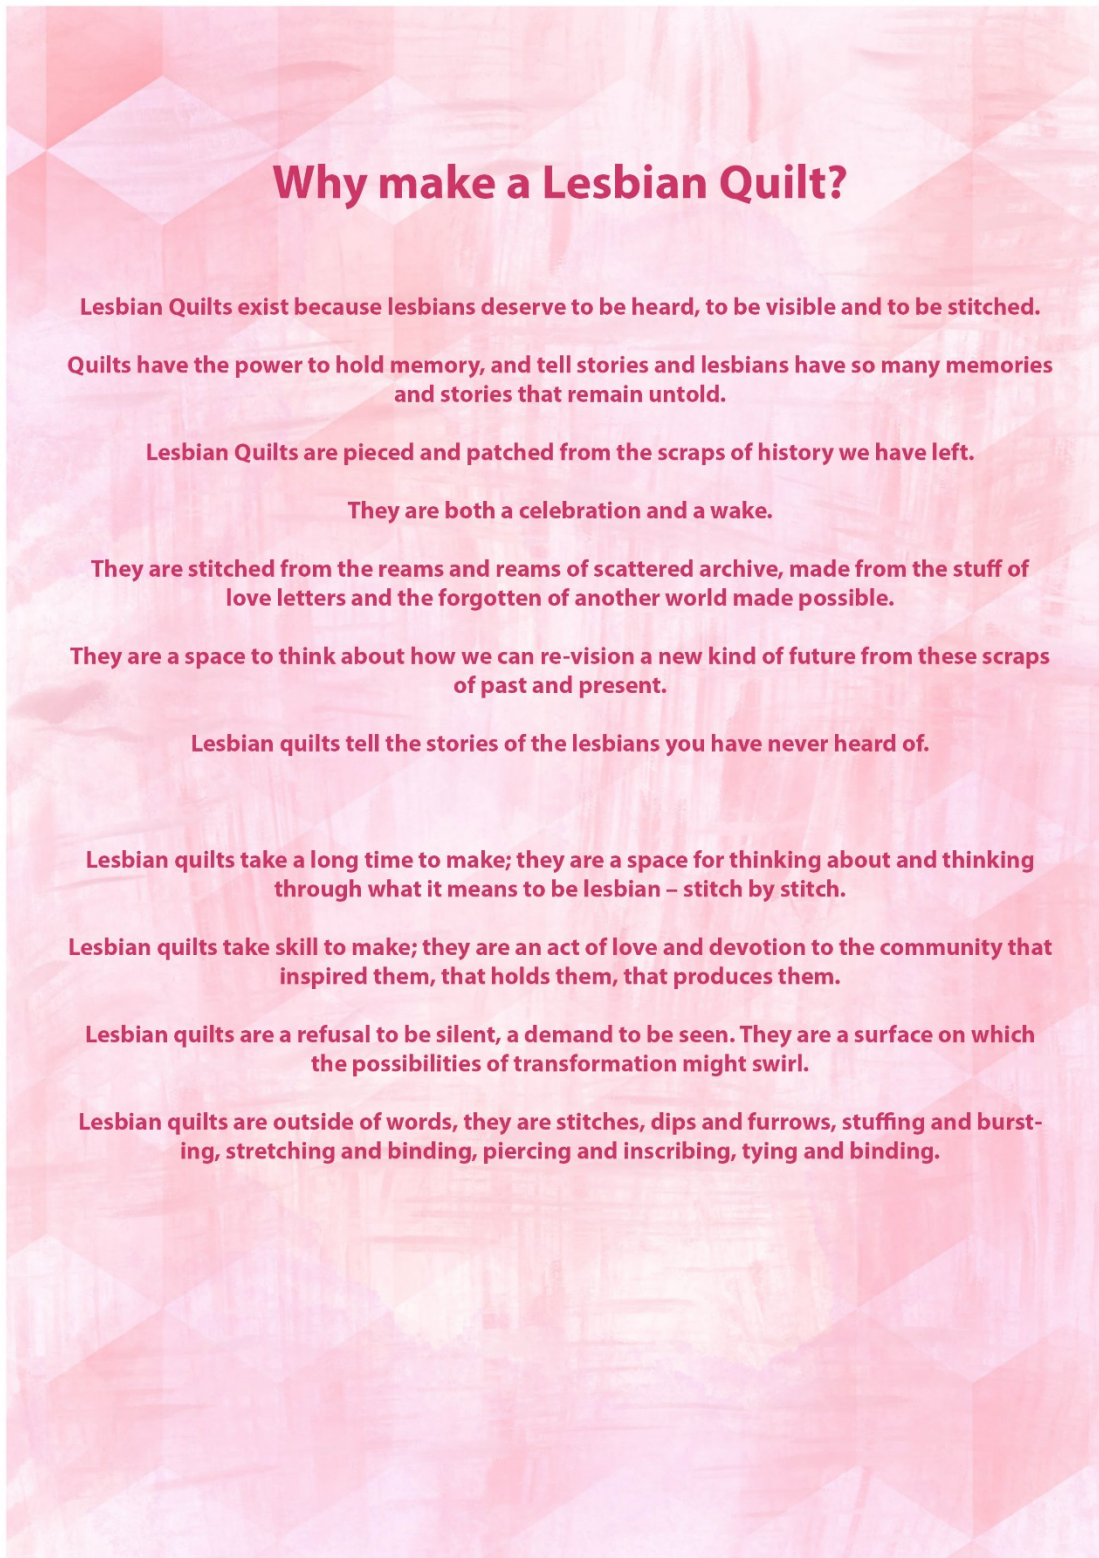 Why make a Lesbian Quilt?
Lesbian Quilts exist because lesbians deserve to be heard, to be visible and to be stitched.
Quilts have the power to hold memory, and tell stories and lesbians have so many memories
and stories that remain untold.
Lesbian Quilts are pieced and patched from the scraps of history we have left.
They are both a celebration and a wake.
They are stitched from the reams and reams of scattered archive, made from the stuff of
love letters and the forgotten of another world made possible.
They are a space to think about how we can re-vision a new kind of future from these scraps
of past and present.
Lesbian quilts tell the stories of the lesbians you have never heard of.
Lesbian quilts take a long time to make; they are a space for thinking about and thinking
through what it means to be lesbian – stitch by stitch.
Lesbian quilts take skill to make; they are an act of love and devotion to the community that
inspired them, that holds them, that produces them.
Lesbian quilts are a refusal to be silent, a demand to be seen. They are a surface on which
the possibilities of transformation might swirl.
Lesbian quilts are outside of words, they are stitches, dips and furrows, stuffing and burst-
ing, stretching and binding, piercing and inscribing, tying and binding.